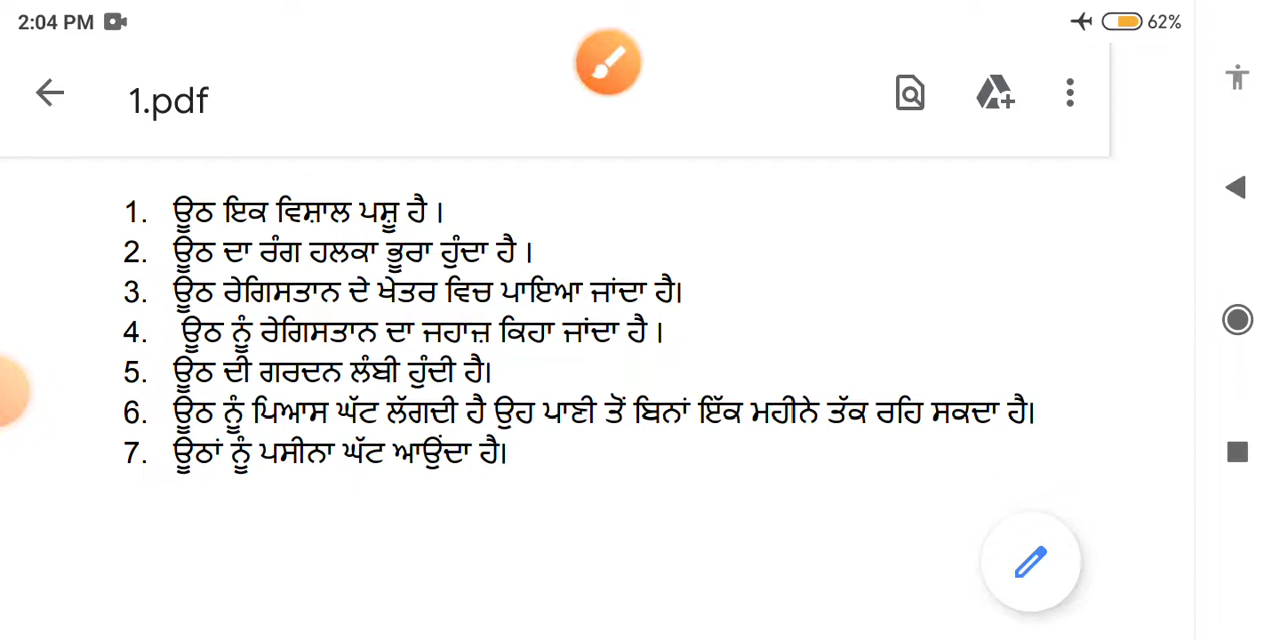 2:04 PM 62%
1.pdf
1. ਊਠ ਇਕ ਵਿਸ਼ਾਲ ਪਸ਼ੂ ਹੈ ।
2. ਊਠ ਦਾ ਰੰਗ ਹਲਕਾ ਭੂਰਾ ਹੁੰਦਾ ਹੈ ।
3. ਊਠ ਰੇਗਿਸਤਾਨ ਦੇ ਖੇਤਰ ਵਿਚ ਪਾਇਆ ਜਾਂਦਾ ਹੈ।
4. ਊਠ ਨੂੰ ਰੇਗਿਸਤਾਨ ਦਾ ਜਹਾਜ਼ ਕਿਹਾ ਜਾਂਦਾ ਹੈ ।
5. ਊਠ ਦੀ ਗਰਦਨ ਲੰਬੀ ਹੁੰਦੀ ਹੈ।
6. ਊਠ ਨੂੰ ਪਿਆਸ ਘੱਟ ਲੱਗਦੀ ਹੈ ਉਹ ਪਾਣੀ ਤੋਂ ਬਿਨਾਂ ਇੱਕ ਮਹੀਨੇ ਤੱਕ ਰਹਿ ਸਕਦਾ ਹੈ।
7. ਊਠਾਂ ਨੂੰ ਪਸੀਨਾ ਘੱਟ ਆਉਂਦਾ ਹੈ।